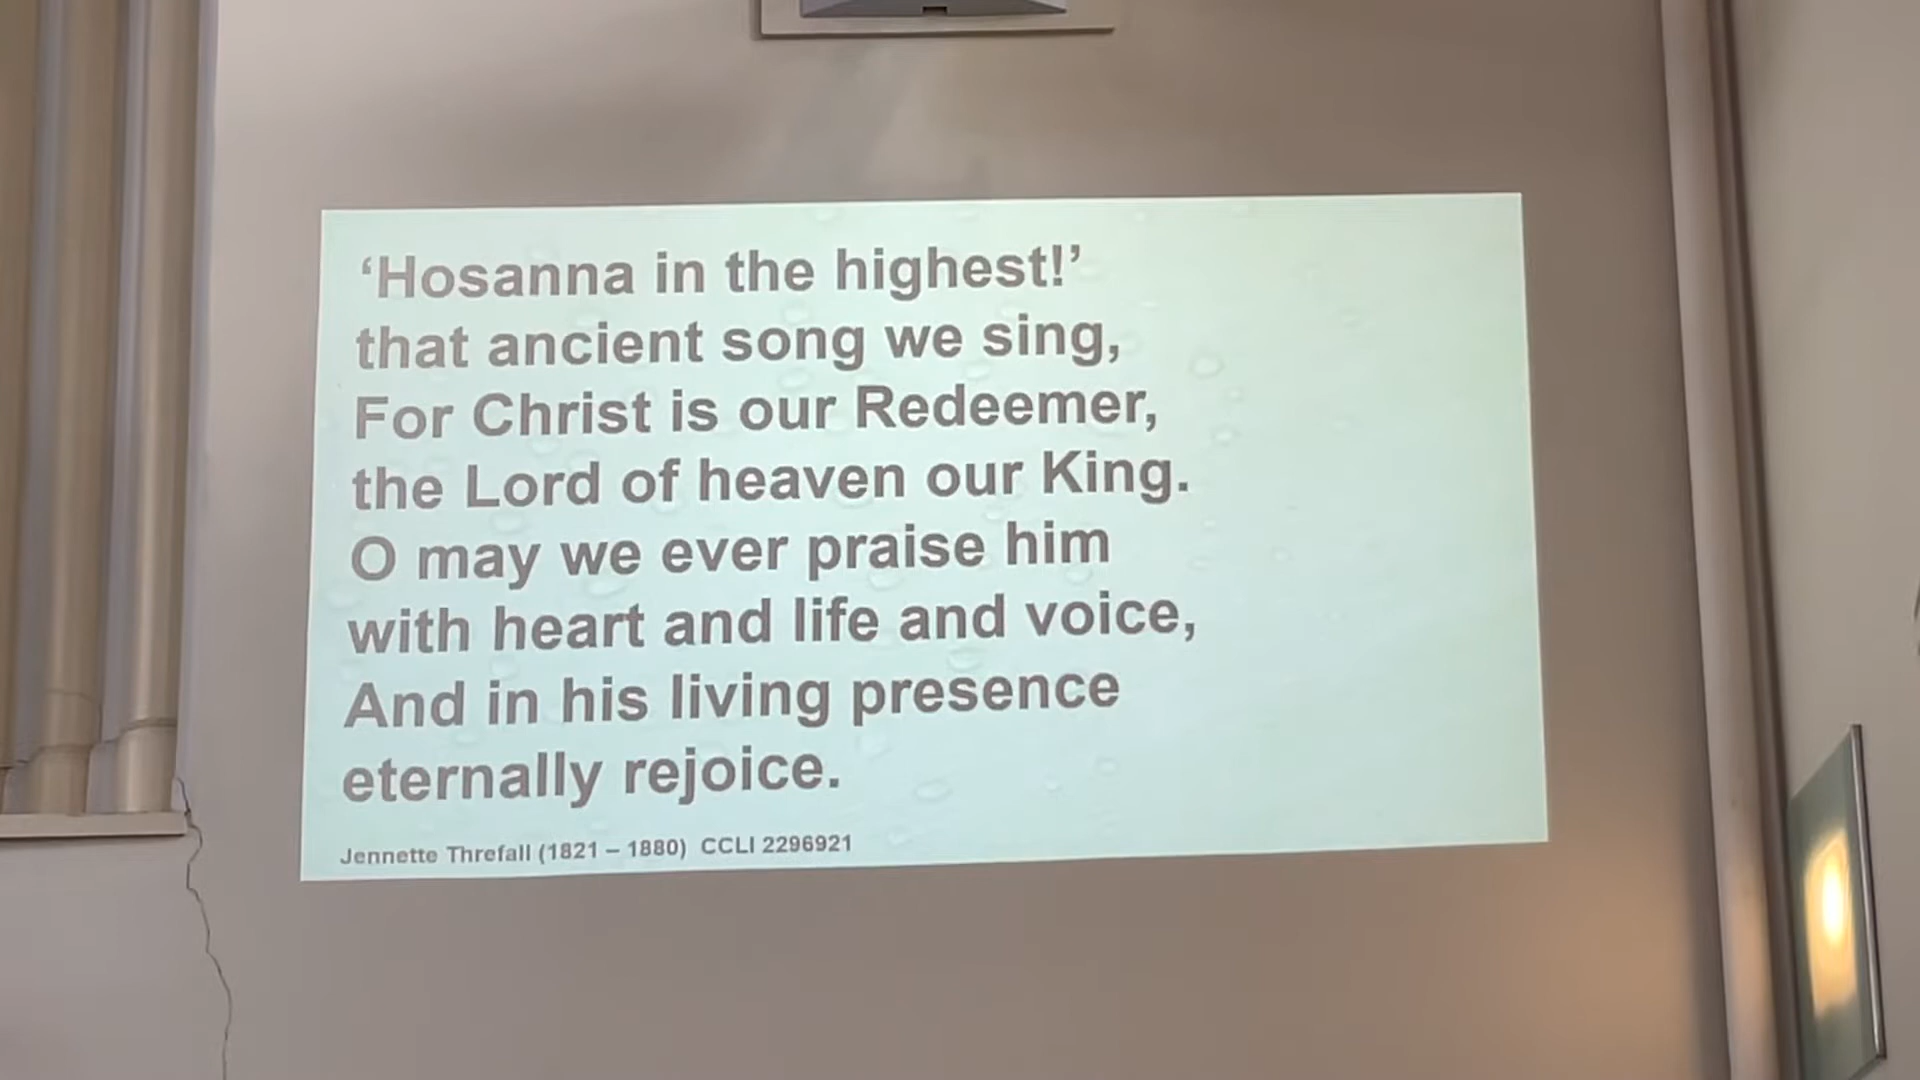 ‘Hosanna in the highest!’
that ancient song we sing,
For Christ is our Redeemer,
the Lord of heaven our King.
O may we ever praise him
with heart and life and voice,
And in his living presence
eternally rejoice.
Jennette Threfall (1821 – 1880) CCLI 2296921